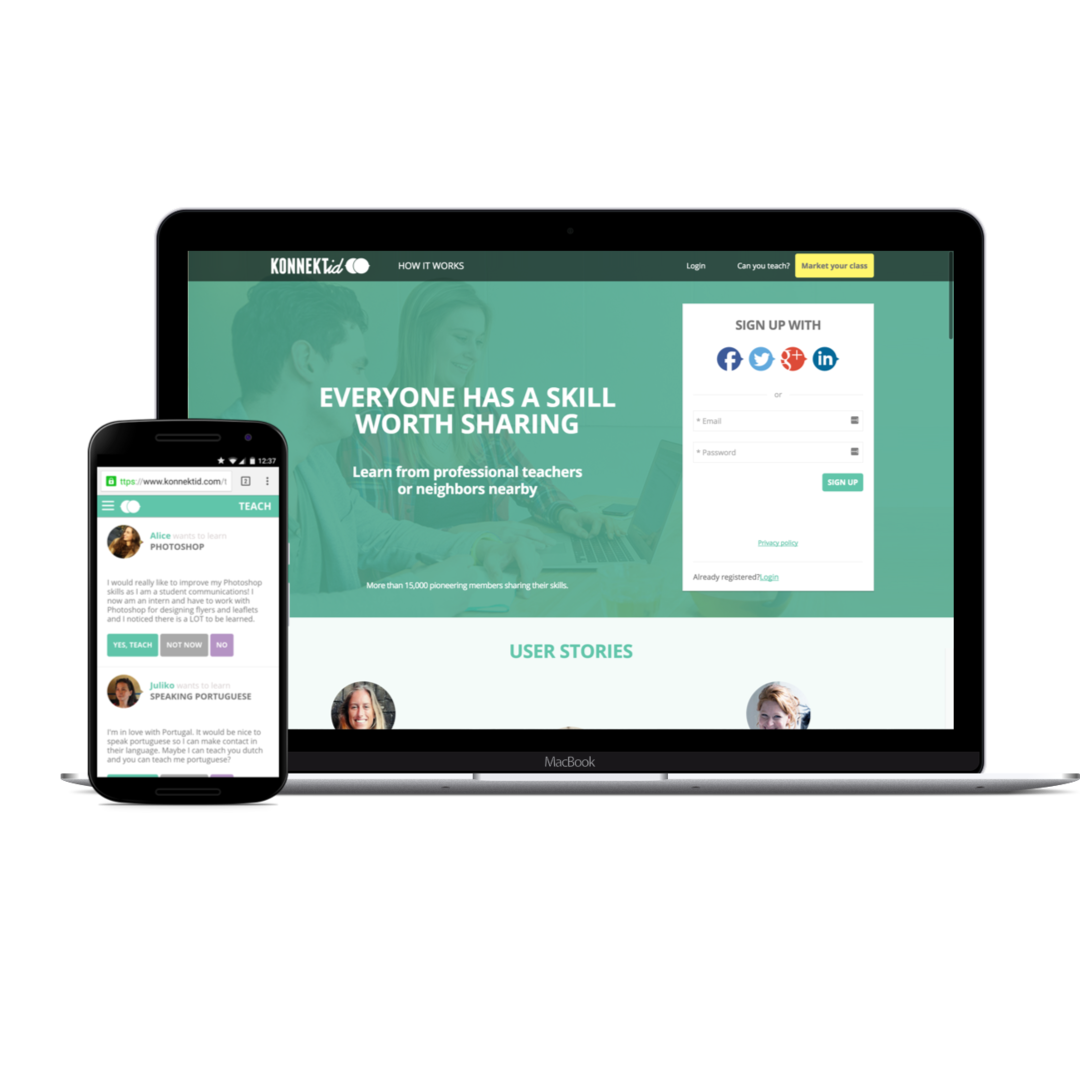 KONNEKTid
HOW IT WORKS
Login
Can you teach?
Market your class
EVERYONE HAS A SKILL
WORTH SHARING
Learn from professional teachers
or neighbors nearby
More than 15,000 pioneering members sharing their skills.
SIGN UP WITH
f
g+
in
or
* Email
* Password
SIGN UP
Privacy policy
Already registered?Login
USER STORIES
MacBook
12:37
ttps://www.konnektid.com/t
TEACH
Alice wants to learn
PHOTOSHOP
I would really like to improve my Photoshop
skills as I am a student communications! I
now am an intern and have to work with
Photoshop for designing flyers and leaflets
and I noticed there is a LOT to be learned.
YES, TEACH
NOT NOW
NO
Juliko wants to learn
SPEAKING PORTUGUESE
I'm in love with Portugal. It would be nice to
speak portuguese so I can make contact in
their language. Maybe I can teach you dutch
and you can teach me portuguese?